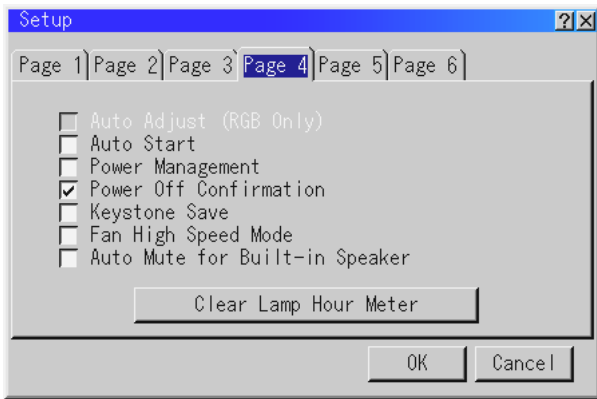 Setup ? X
Page 1 Page 2 Page 3 Page 4 Page 5 Page 6
Auto Adjust (RGB Only)
Auto Start
Power Management
Power Off Confirmation
Keystone Save
Fan High Speed Mode
Auto Mute for Built-in Speaker
Clear Lamp Hour Meter
OK Cancel